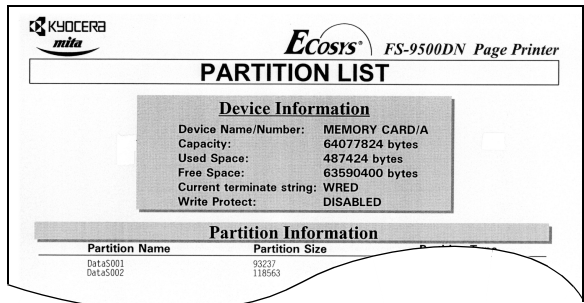 KYOCERA
mita
Ecosys FS-9500DN Page Printer
PARTITION LIST
Device Information
Device Name/Number: MEMORY CARD/A
Capacity: 64077824 bytes
Used Space: 487424 bytes
Free Space: 63590400 bytes
Current terminate string: WRED
Write Protect: DISABLED
Partition Information
Partition Name Partition Size
DataS001 93237
DataS002 118563